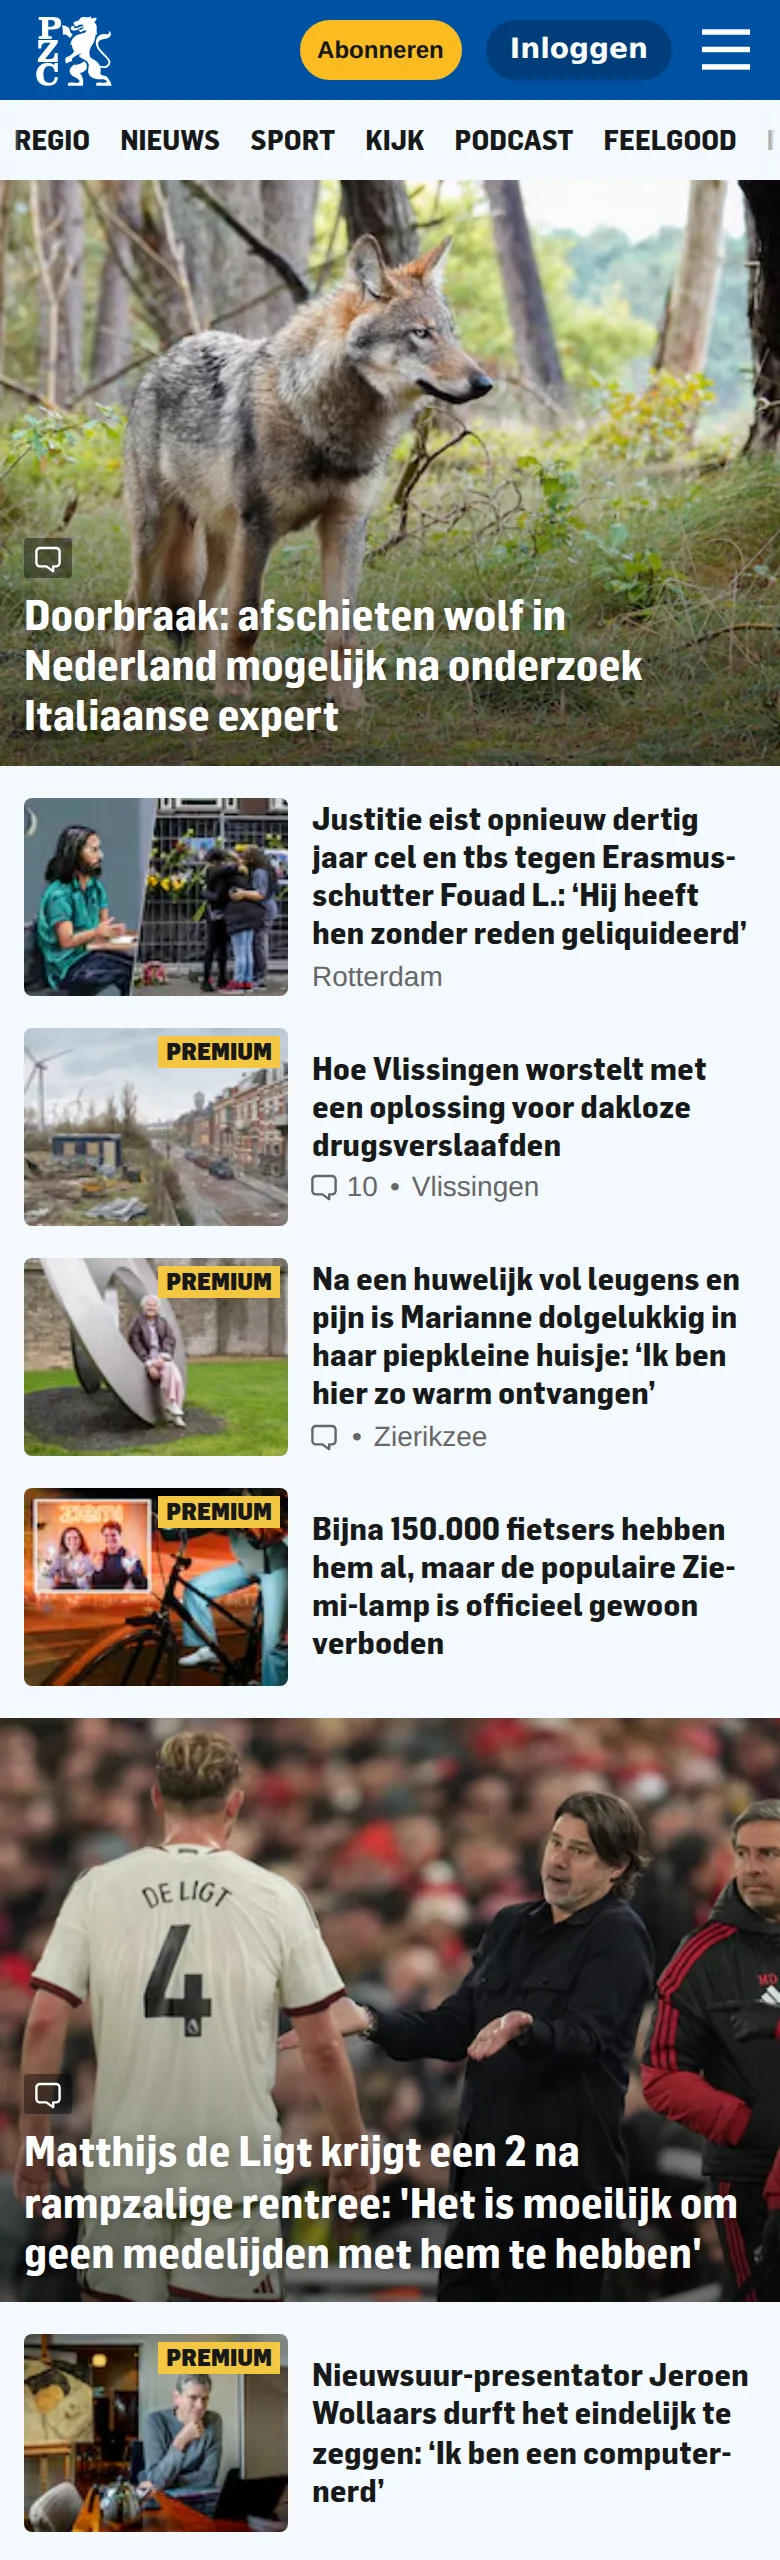 PZC
Abonneren
Inloggen
REGIO NIEUWS SPORT KIJK PODCAST FEELGOOD
Doorbraak: afschieten wolf in
Nederland mogelijk na onderzoek
Italiaanse expert
Justitie eist opnieuw dertig
jaar cel en tbs tegen Erasmus-
schutter Fouad L.: ‘Hij heeft
hen zonder reden geliquideerd’
Rotterdam
PREMIUM
Hoe Vlissingen worstelt met
een oplossing voor dakloze
drugsverslaafden
10 • Vlissingen
PREMIUM
Na een huwelijk vol leugens en
pijn is Marianne dolgelukkig in
haar piepkleine huisje: ‘Ik ben
hier zo warm ontvangen’
• Zierikzee
ziemi
PREMIUM
Bijna 150.000 fietsers hebben
hem al, maar de populaire Zie-
mi-lamp is officieel gewoon
verboden
DE LIGT
4
MD
Matthijs de Ligt krijgt een 2 na
rampzalige rentree: 'Het is moeilijk om
geen medelijden met hem te hebben'
PREMIUM
Nieuwsuur-presentator Jeroen
Wollaars durft het eindelijk te
zeggen: ‘Ik ben een computer-
nerd’